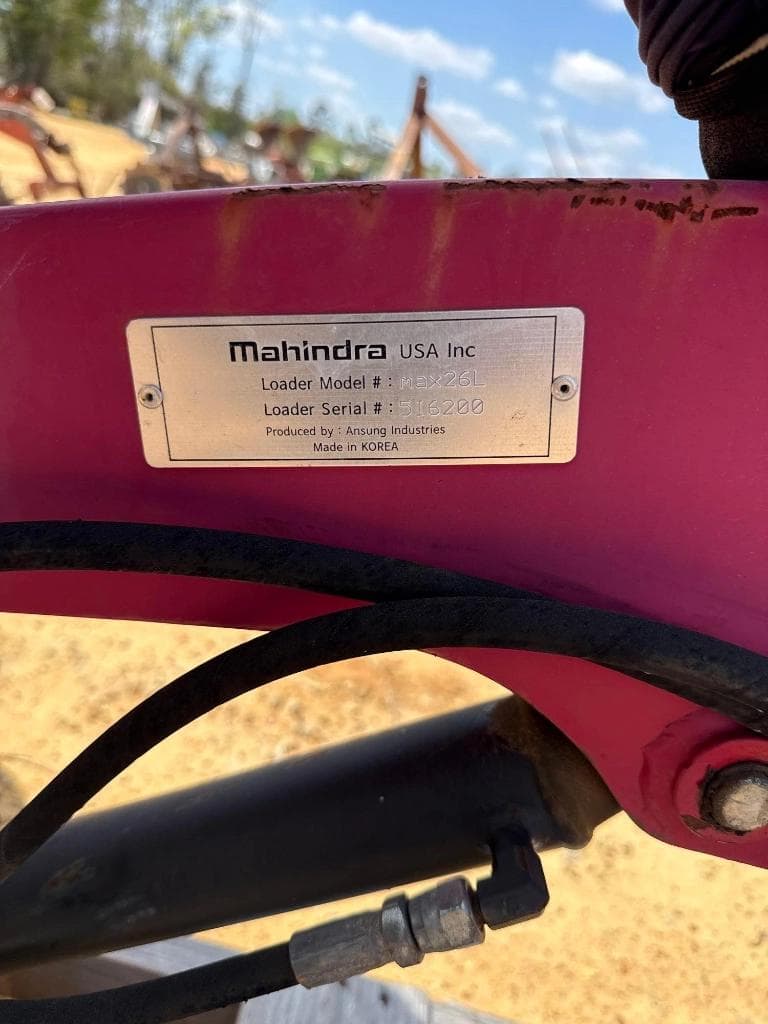 Mahindra USA Inc
Loader Model # : max26L
Loader Serial # : 516200
Produced by : Ansung Industries
Made in KOREA